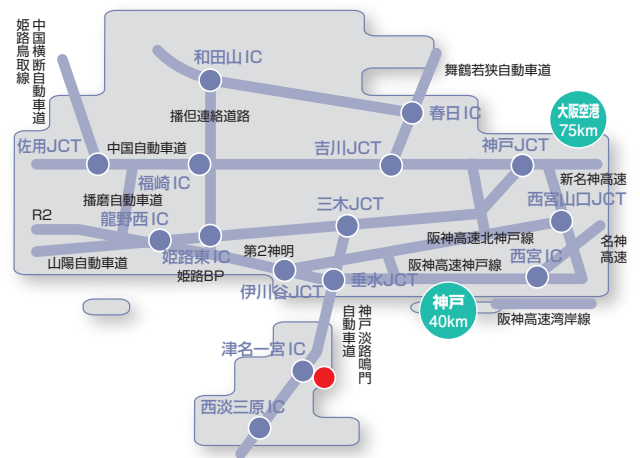 中国横断自動車道
姫路鳥取線
和田山IC
舞鶴若狭自動車道
春日IC
大阪空港
75km
播但連絡道路
佐用JCT
中国自動車道
吉川JCT
神戸JCT
福崎IC
新名神高速
播磨自動車道
西宮山口JCT
R2
龍野西IC
三木JCT
阪神高速北神戸線
名神
高速
山陽自動車道
姫路東IC
第2神明
西宮IC
姫路BP
阪神高速神戸線
伊川谷JCT
垂水JCT
神戸
40km
阪神高速湾岸線
神戸淡路鳴門
自動車道
津名一宮IC
西淡三原IC